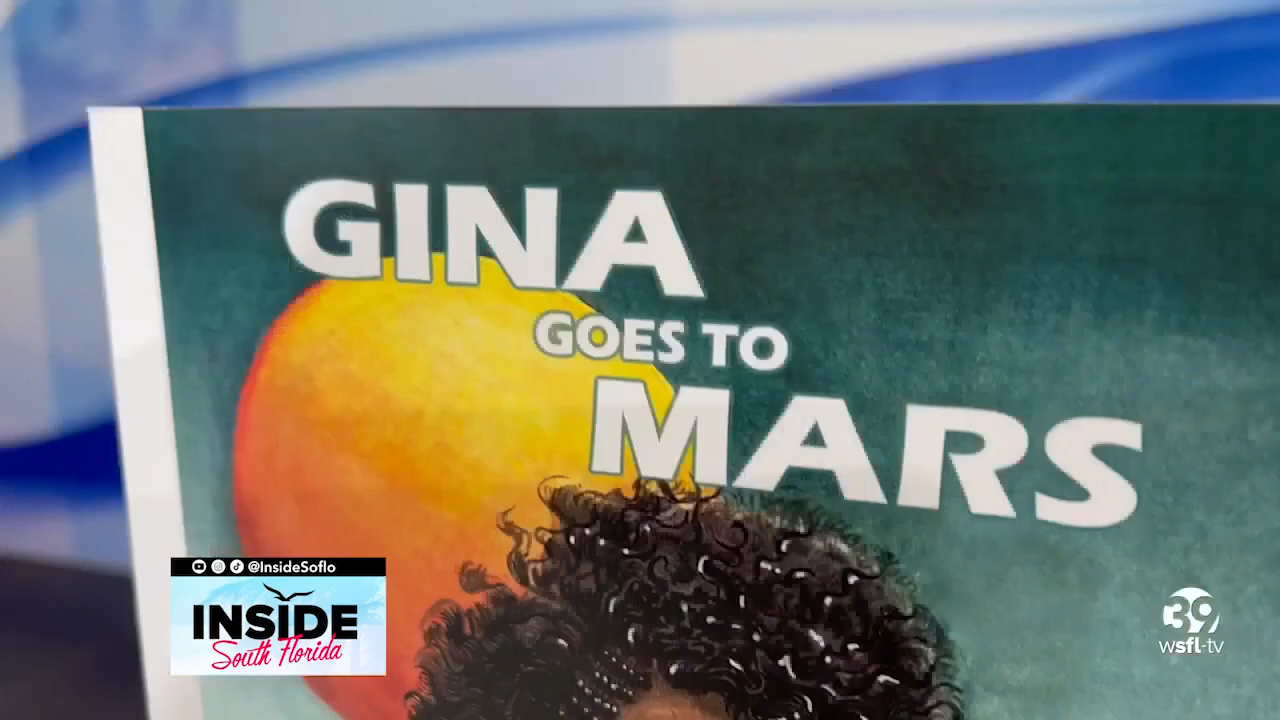 GINA
GOES TO
MARS
@InsideSoflo
INSIDE
South Florida
39
wsfl-tv